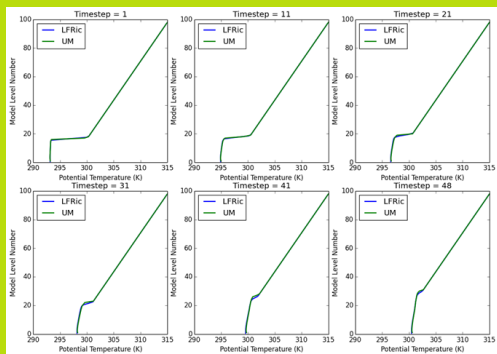 Timestep = 1
LFRic
UM
Model Level Number
100
80
60
40
20
0
290 295 300 305 310 315
Potential Temperature (K)
Timestep = 11
LFRic
UM
Model Level Number
100
80
60
40
20
0
290 295 300 305 310 315
Potential Temperature (K)
Timestep = 21
LFRic
UM
Model Level Number
100
80
60
40
20
0
290 295 300 305 310 315
Potential Temperature (K)
Timestep = 31
LFRic
UM
Model Level Number
100
80
60
40
20
0
290 295 300 305 310 315
Potential Temperature (K)
Timestep = 41
LFRic
UM
Model Level Number
100
80
60
40
20
0
290 295 300 305 310 315
Potential Temperature (K)
Timestep = 48
LFRic
UM
Model Level Number
100
80
60
40
20
0
290 295 300 305 310 315
Potential Temperature (K)